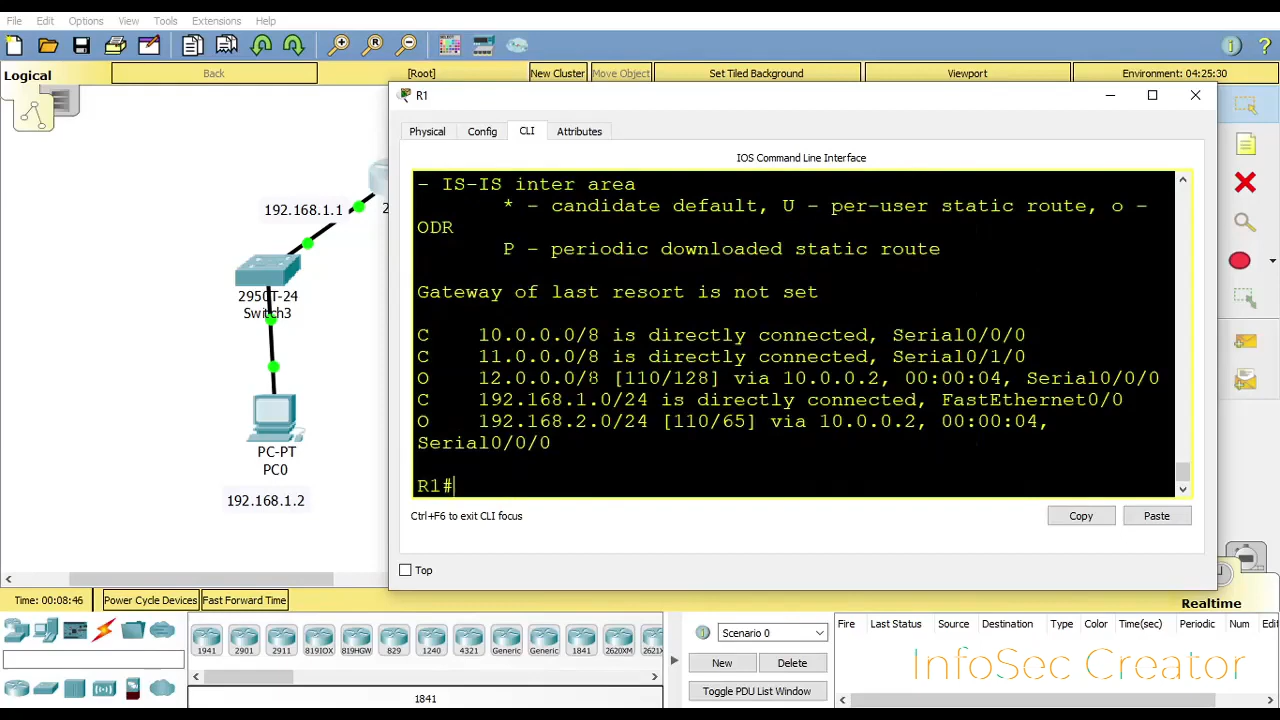 File Edit Options View Tools Extensions Help
Logical
Back
[Root]
New Cluster
Move Object
Set Tiled Background
Viewport
Environment: 04:25:30
R1
Physical
Config
CLI
Attributes
IOS Command Line Interface
- IS-IS inter area
* - candidate default, U - per-user static route, o -
ODR
P - periodic downloaded static route
Gateway of last resort is not set
C 10.0.0.0/8 is directly connected, Serial0/0/0
C 11.0.0.0/8 is directly connected, Serial0/1/0
O 12.0.0.0/8 [110/128] via 10.0.0.2, 00:00:04, Serial0/0/0
C 192.168.1.0/24 is directly connected, FastEthernet0/0
O 192.168.2.0/24 [110/65] via 10.0.0.2, 00:00:04,
Serial0/0/0
R1#
Ctrl+F6 to exit CLI focus
Copy
Paste
Top
192.168.1.1
2
2950T-24
Switch3
PC-PT
PC0
192.168.1.2
Time: 00:08:46
Power Cycle Devices
Fast Forward Time
Realtime
1941 2901 2911 819IOX 819HGW 829 1240 4321 Generic Generic 1841 2620XM 2621X
1841
Scenario 0
New
Delete
Toggle PDU List Window
Fire Last Status Source Destination Type Color Time(sec) Periodic Num Edi
InfoSec Creator